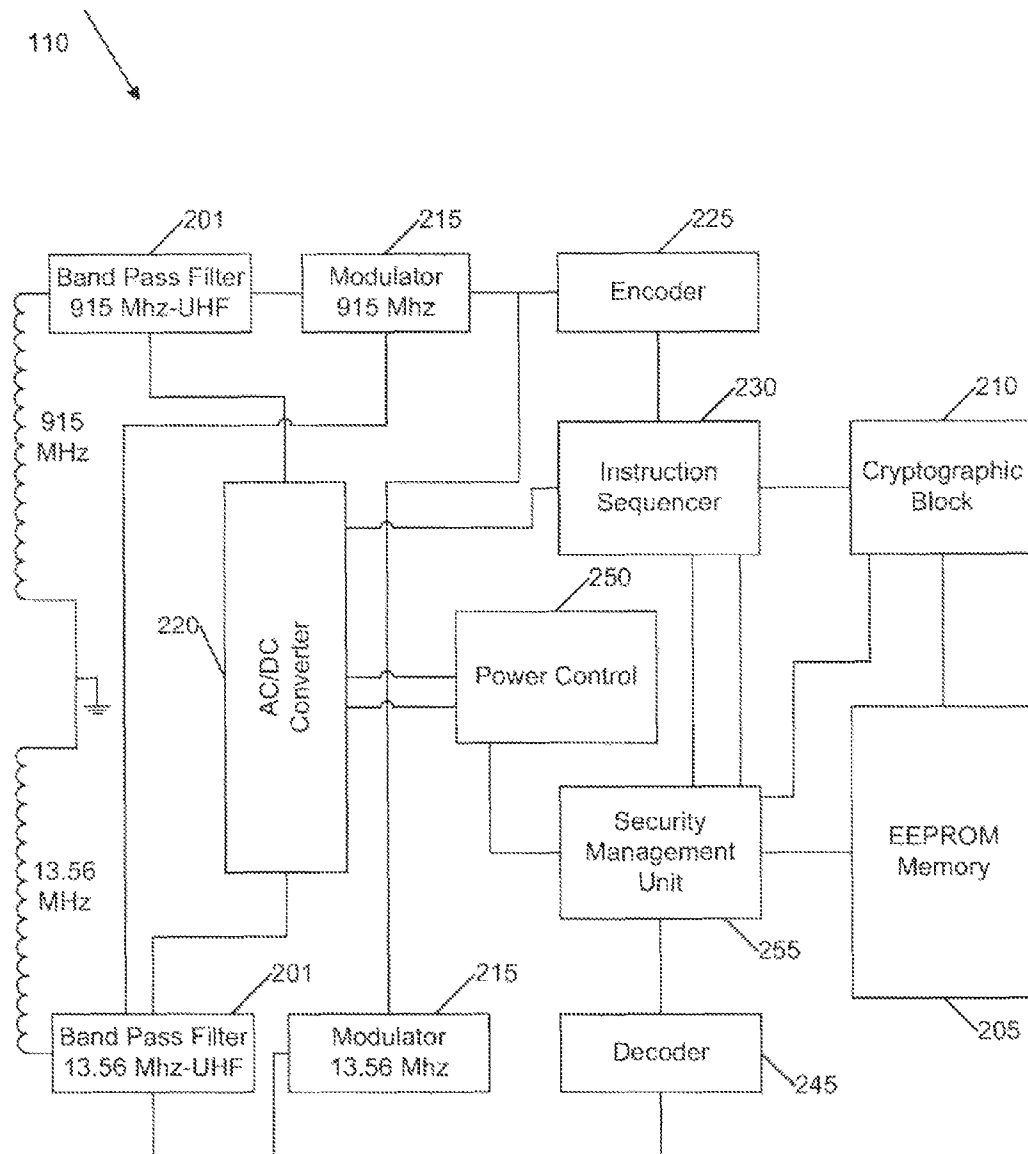 110
201
215
225
Band Pass Filter
915 Mhz-UHF
Modulator
915 Mhz
Encoder
230
210
915
MHz
Instruction
Sequencer
Cryptographic
Block
250
220
AC/DC
Converter
Power Control
Security
Management
Unit
EEPROM
Memory
13.56
MHz
255
201
215
205
Band Pass Filter
13.56 Mhz-UHF
Modulator
13.56 Mhz
Decoder
245